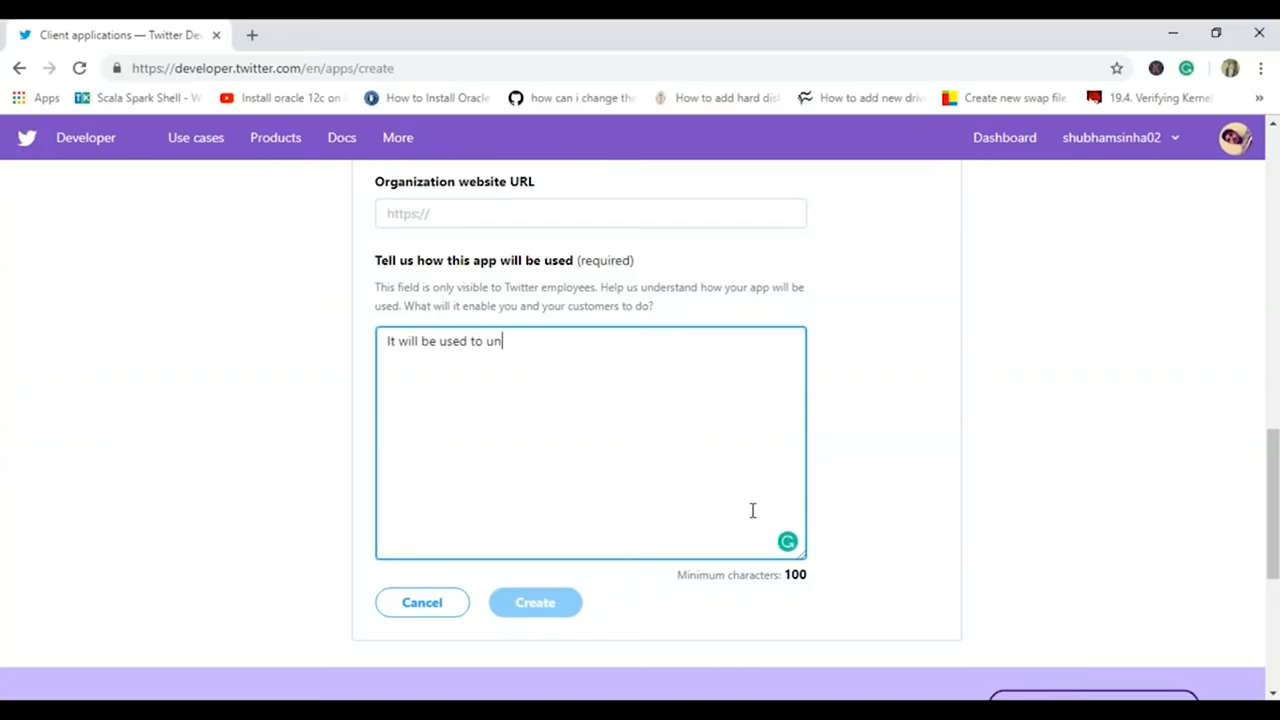 Client applications — Twitter De
https://developer.twitter.com/en/apps/create
Apps
Scala Spark Shell - W
Install oracle 12c on
How to Install Oracle
how can i change the
How to add hard dis
How to add new driv
Create new swap file
19.4. Verifying Kernel
»
Developer
Use cases
Products
Docs
More
Dashboard
shubhamsinha02
Organization website URL
https://
Tell us how this app will be used (required)
This field is only visible to Twitter employees. Help us understand how your app will be
used. What will it enable you and your customers to do?
It will be used to un
Minimum characters: 100
Cancel
Create